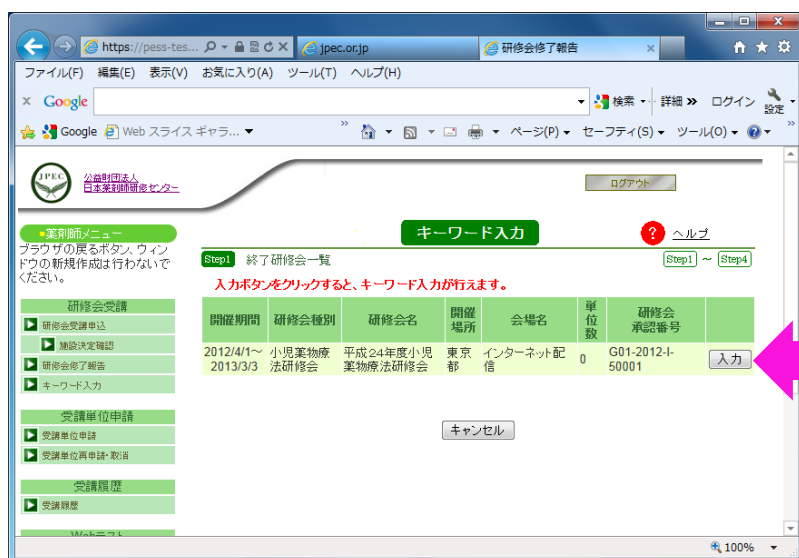 https://pess-tes...
jpec.or.jp
研修会修了報告
ファイル(F) 編集(E) 表示(V) お気に入り(A) ツール(T) ヘルプ(H)
Google
検索
詳細 »
ログイン
設定
Google Web スライス ギャラ...
ページ(P) セーフティ(S) ツール(O)
JPEC
公益財団法人
日本薬剤師研修センター
ログアウト
●薬剤師メニュー
ブラウザの戻るボタン、ウィン
ドウの新規作成は行わないで
ください。
研修会受講
研修会受講申込
施設決定確認
研修会修了報告
キーワード入力
受講単位申請
受講単位申請
受講単位再申請・取消
受講履歴
受講履歴
Webテスト
キーワード入力
? ヘルプ
Step1 終了研修会一覧
Step1 ~ Step4
入力ボタンをクリックすると、キーワード入力が行えます。
開催期間 研修会種別 研修会名 開催場所 会場名 単位数 研修会承認番号
2012/4/1~ 小児薬物療 平成24年度小児 東京 インターネット配 0 G01-2012-I- 入力
2013/3/3 法研修会 薬物療法研修会 都 信 50001
キャンセル
100%